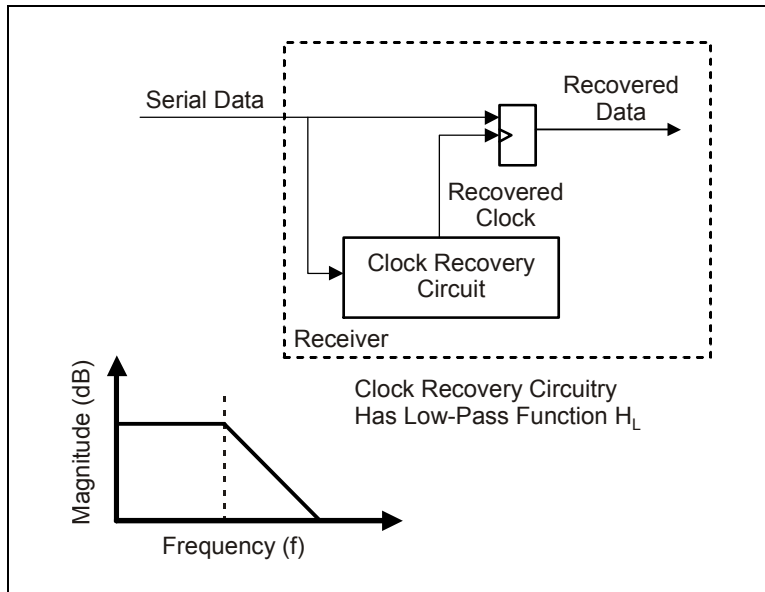 Serial Data
Recovered
Data
Recovered
Clock
Clock Recovery
Circuit
Receiver
Clock Recovery Circuitry
Has Low-Pass Function HL
Magnitude (dB)
Frequency (f)